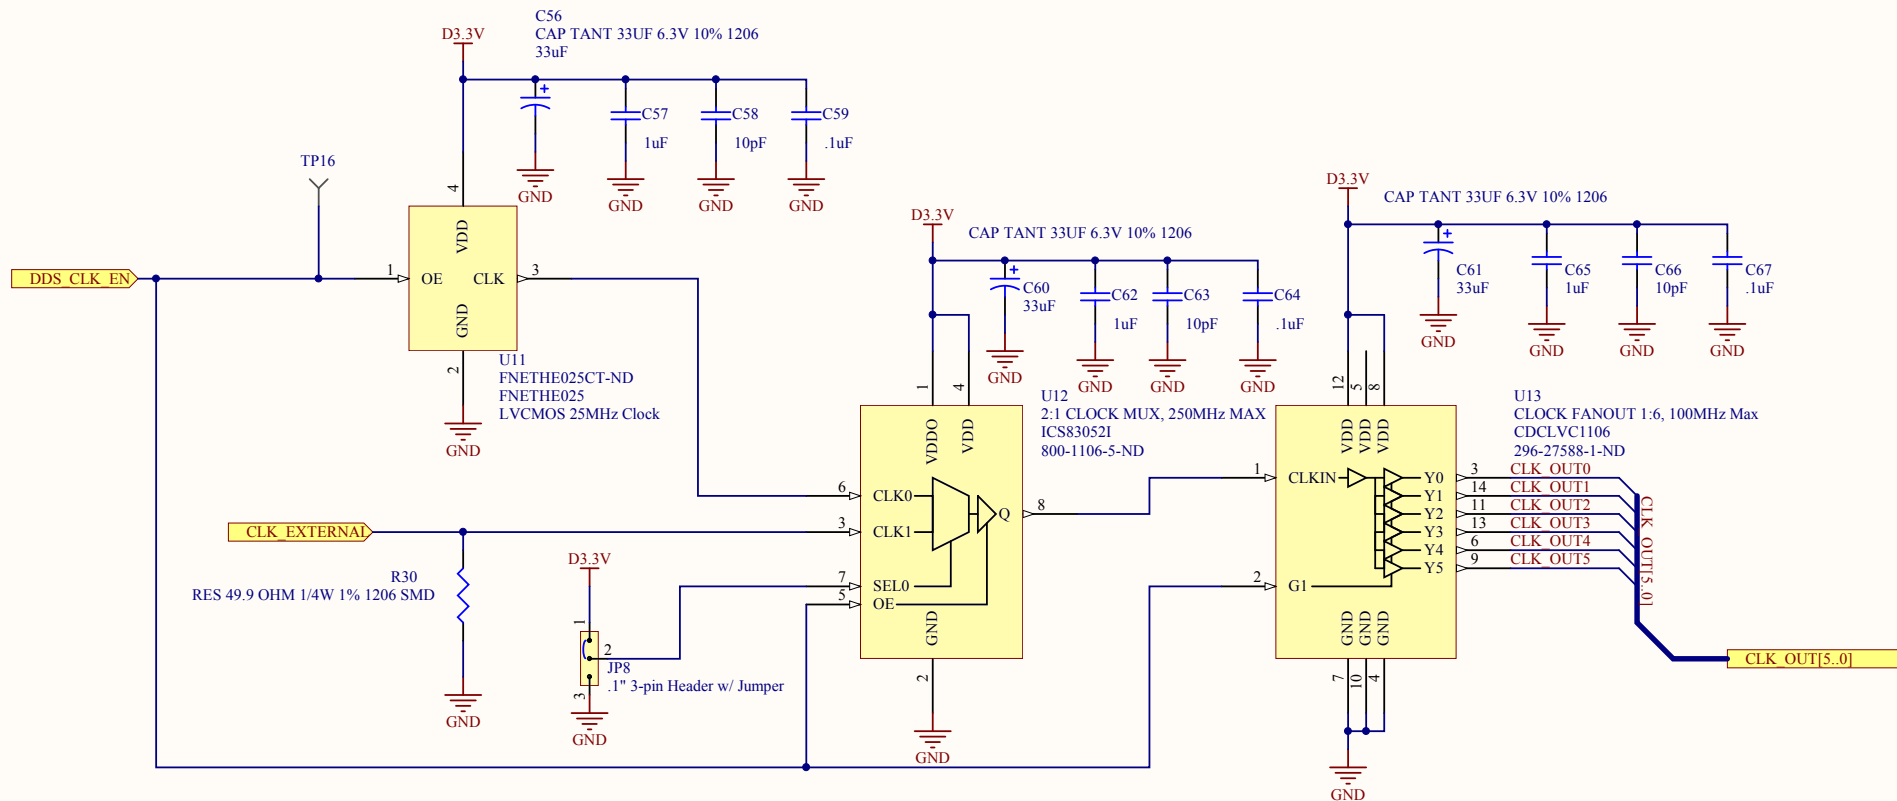 C56
CAP TANT 33UF 6.3V 10% 1206
33uF
D3.3V
C57
1uF
C58
10pF
C59
.1uF
GND
GND
GND
GND
TP16
4
VDD
DDS_CLK_EN
1
OE
CLK
3
GND
2
U11
FNETHE025CT-ND
FNETHE025
LVCMOS 25MHz Clock
GND
D3.3V
CAP TANT 33UF 6.3V 10% 1206
C60
33uF
C62
1uF
C63
10pF
C64
.1uF
GND
GND
GND
GND
1
4
U12
2:1 CLOCK MUX, 250MHz MAX
ICS83052I
800-1106-5-ND
VDDO
VDD
6
CLK0
3
CLK1
Q
8
7
SEL0
5
OE
GND
2
GND
CLK_EXTERNAL
R30
RES 49.9 OHM 1/4W 1% 1206 SMD
GND
D3.3V
1
2
JP8
.1" 3-pin Header w/ Jumper
3
GND
D3.3V
CAP TANT 33UF 6.3V 10% 1206
C61
33uF
C65
1uF
C66
10pF
C67
.1uF
GND
GND
GND
GND
12
5
8
U13
CLOCK FANOUT 1:6, 100MHz Max
CDCLVC1106
296-27588-1-ND
VDD
VDD
VDD
1
CLKIN
Y0
3
CLK_OUT0
Y1
14
CLK_OUT1
Y2
11
CLK_OUT2
Y3
13
CLK_OUT3
Y4
6
CLK_OUT4
Y5
9
CLK_OUT5
2
G1
GND
GND
GND
7
10
4
GND
CLK_OUT[5..0]
CLK_OUT[5..0]